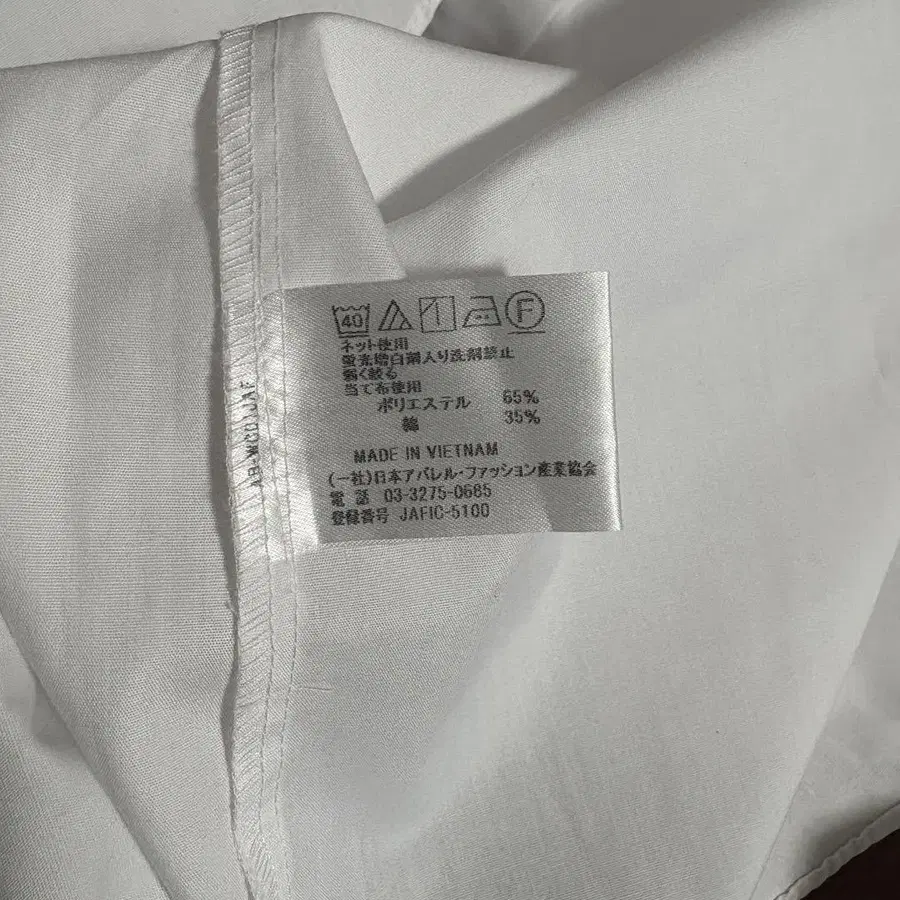 40 F
ネット使用
蛍光増白剤入り洗剤禁止
弱く絞る
当て布使用
ポリエステル 65%
綿 35%
MADE IN VIETNAM
(一社)日本アパレル・ファッション産業協会
電話 03-3275-0685
登録番号 JAFIC-5100